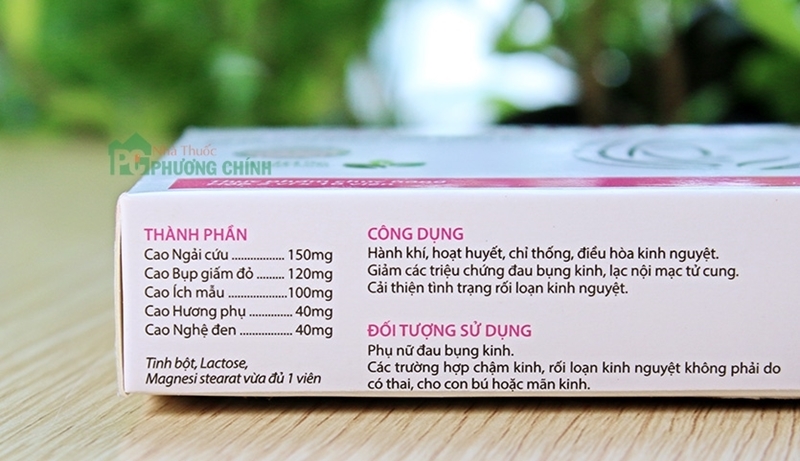 Nhà Thuốc
PHƯƠNG CHÍNH
THÀNH PHẦN
Cao Ngải cứu ................. 150mg
Cao Bụp giấm đỏ ........ 120mg
Cao Ích mẫu ..................100mg
Cao Hương phụ ............. 40mg
Cao Nghệ đen ................ 40mg
Tinh bột, Lactose,
Magnesi stearat vừa đủ 1 viên
CÔNG DỤNG
Hành khí, hoạt huyết, chỉ thống, điều hòa kinh nguyệt.
Giảm các triệu chứng đau bụng kinh, lạc nội mạc tử cung.
Cải thiện tình trạng rối loạn kinh nguyệt.
ĐỐI TƯỢNG SỬ DỤNG
Phụ nữ đau bụng kinh.
Các trường hợp chậm kinh, rối loạn kinh nguyệt không phải do
có thai, cho con bú hoặc mãn kinh.